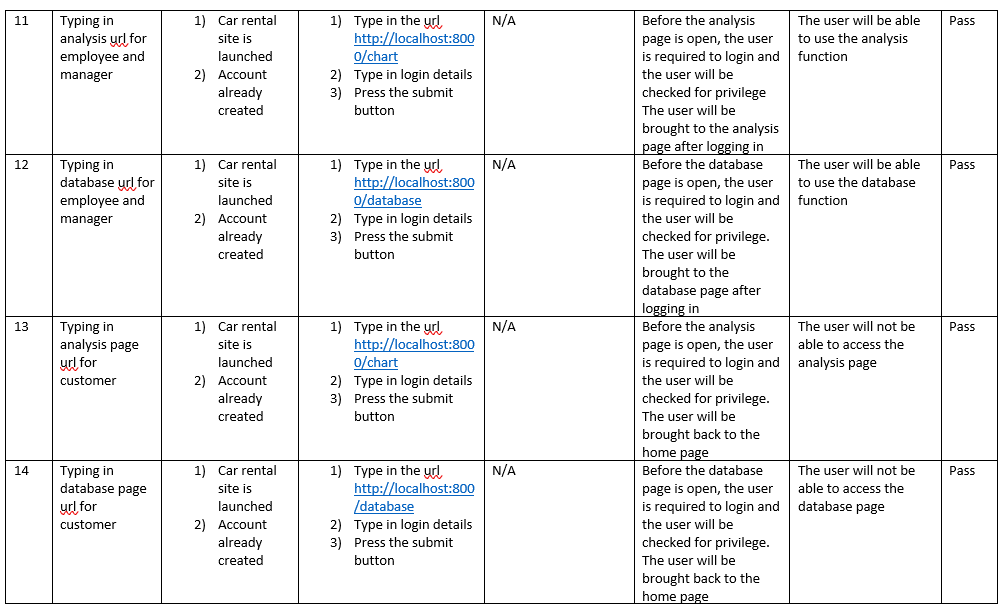 11
Typing in
analysis url for
employee and
manager
1) Car rental
site is
launched
2) Account
already
created
1) Type in the url
http://localhost:800
0/chart
2) Type in login details
3) Press the submit
button
N/A
Before the analysis
page is open, the user
is required to login and
the user will be
checked for privilege
The user will be
brought to the analysis
page after logging in
The user will be able
to use the analysis
function
Pass
12
Typing in
database url for
employee and
manager
1) Car rental
site is
launched
2) Account
already
created
1) Type in the url
http://localhost:800
0/database
2) Type in login details
3) Press the submit
button
N/A
Before the database
page is open, the user
is required to login and
the user will be
checked for privilege.
The user will be
brought to the
database page after
logging in
The user will be able
to use the database
function
Pass
13
Typing in
analysis page
url for
customer
1) Car rental
site is
launched
2) Account
already
created
1) Type in the url
http://localhost:800
0/chart
2) Type in login details
3) Press the submit
button
N/A
Before the analysis
page is open, the user
is required to login and
the user will be
checked for privilege.
The user will be
brought back to the
home page
The user will not be
able to access the
analysis page
Pass
14
Typing in
database page
url for
customer
1) Car rental
site is
launched
2) Account
already
created
1) Type in the url
http://localhost:800
/database
2) Type in login details
3) Press the submit
button
N/A
Before the database
page is open, the user
is required to login and
the user will be
checked for privilege.
The user will be
brought back to the
home page
The user will not be
able to access the
database page
Pass